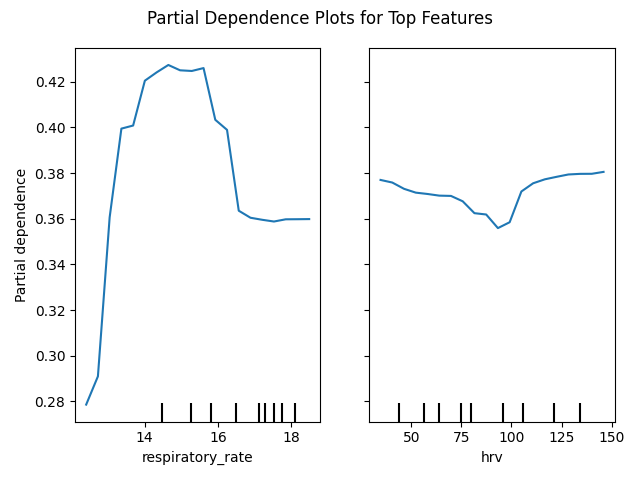 Partial Dependence Plots for Top Features
Partial dependence
0.42
0.40
0.38
0.36
0.34
0.32
0.30
0.28
14 16 18
respiratory_rate
50 75 100 125 150
hrv